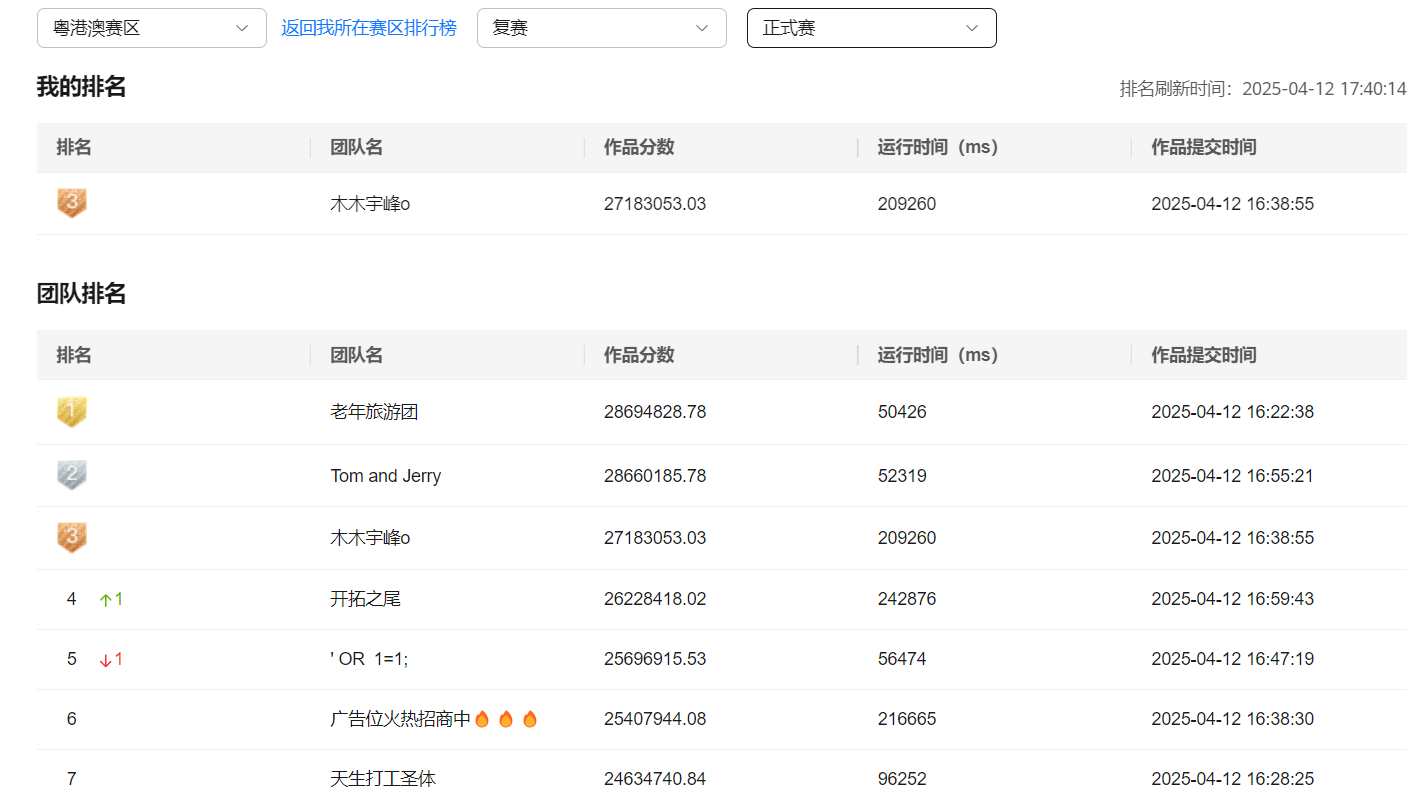 粤港澳赛区 返回我所在赛区排行榜 复赛 正式赛
我的排名 排名刷新时间：2025-04-12 17:40:14
排名 团队名 作品分数 运行时间（ms） 作品提交时间
3 木木宇峰o 27183053.03 209260 2025-04-12 16:38:55
团队排名
排名 团队名 作品分数 运行时间（ms） 作品提交时间
1 老年旅游团 28694828.78 50426 2025-04-12 16:22:38
2 Tom and Jerry 28660185.78 52319 2025-04-12 16:55:21
3 木木宇峰o 27183053.03 209260 2025-04-12 16:38:55
4 ↑1 开拓之尾 26228418.02 242876 2025-04-12 16:59:43
5 ↓1 ' OR 1=1; 25696915.53 56474 2025-04-12 16:47:19
6 广告位火热招商中🔥🔥🔥 25407944.08 216665 2025-04-12 16:38:30
7 天生打工圣体 24634740.84 96252 2025-04-12 16:28:25